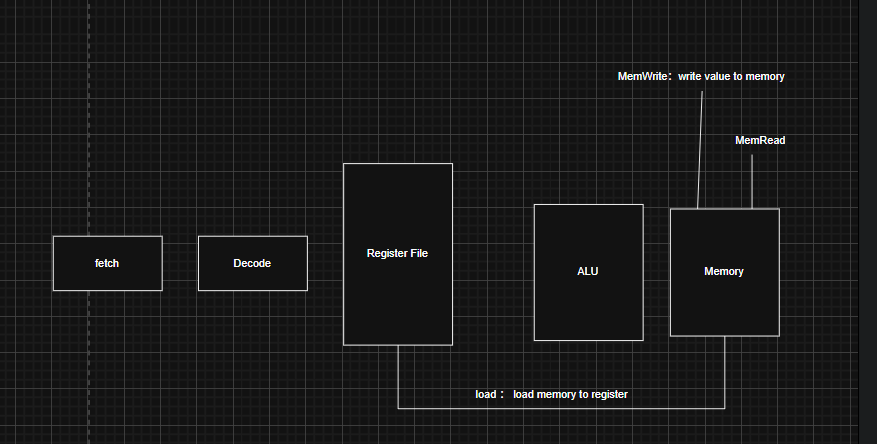 MemWrite：write value to memory
MemRead
fetch
Decode
Register File
ALU
Memory
load： load memory to register